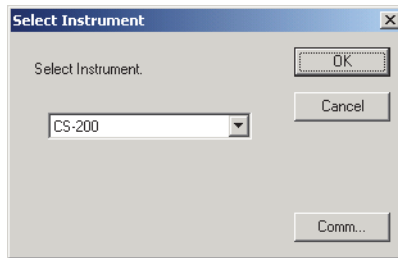 Select Instrument
Select Instrument.
OK
CS-200
Cancel
Comm...